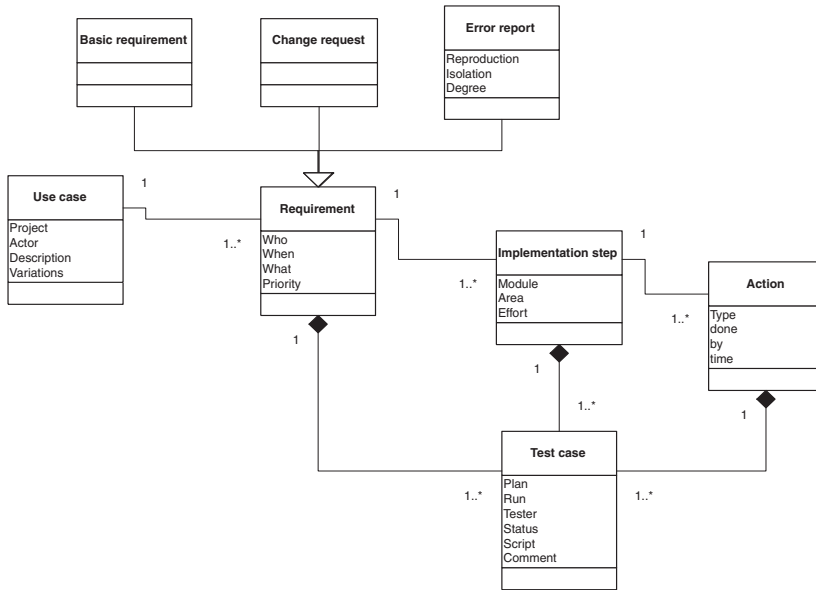 Basic requirement
Change request
Error report
Reproduction
Isolation
Degree
Use case
Project
Actor
Description
Variations
1
1..*
Requirement
Who
When
What
Priority
1
1..*
Implementation step
Module
Area
Effort
1
1..*
Action
Type
done
by
time
1
1
1
1..*
1..*
1..*
Test case
Plan
Run
Tester
Status
Script
Comment